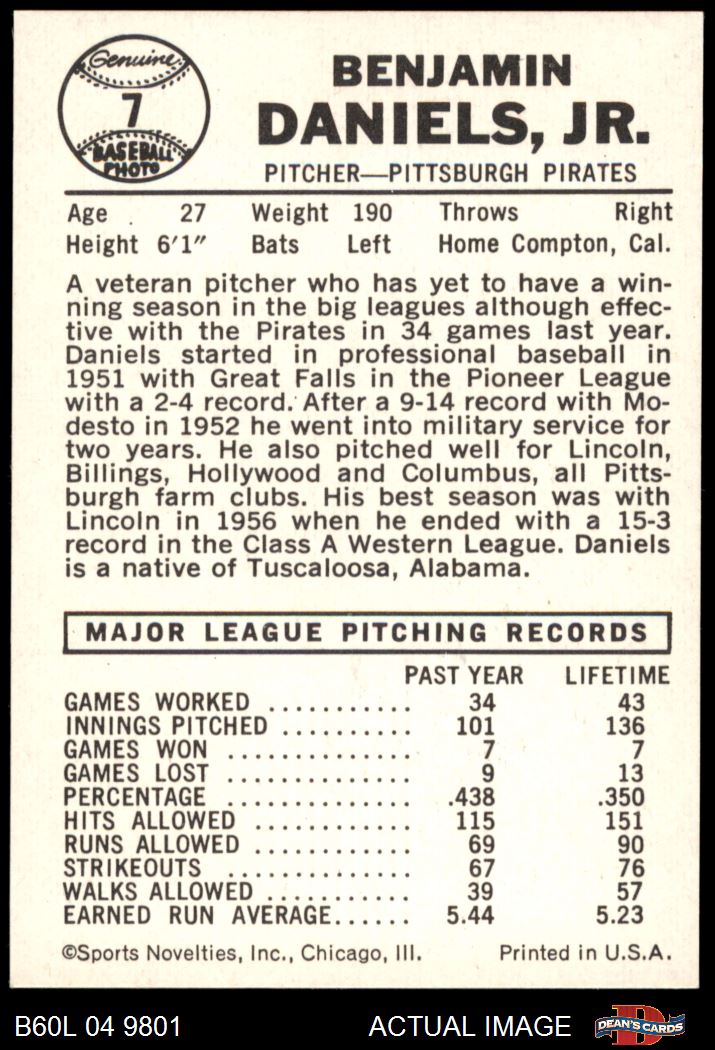 Genuine
7
BASEBALL
PHOTO
BENJAMIN
DANIELS, JR.
PITCHER—PITTSBURGH PIRATES
Age 27 Weight 190 Throws Right
Height 6'1" Bats Left Home Compton, Cal.
A veteran pitcher who has yet to have a win-
ning season in the big leagues although effec-
tive with the Pirates in 34 games last year.
Daniels started in professional baseball in
1951 with Great Falls in the Pioneer League
with a 2-4 record. After a 9-14 record with Mo-
desto in 1952 he went into military service for
two years. He also pitched well for Lincoln,
Billings, Hollywood and Columbus, all Pitts-
burgh farm clubs. His best season was with
Lincoln in 1956 when he ended with a 15-3
record in the Class A Western League. Daniels
is a native of Tuscaloosa, Alabama.
MAJOR LEAGUE PITCHING RECORDS
PAST YEAR LIFETIME
GAMES WORKED ........... 34 43
INNINGS PITCHED .......... 101 136
GAMES WON .............. 7 7
GAMES LOST .............. 9 13
PERCENTAGE .............. .438 .350
HITS ALLOWED ............ 115 151
RUNS ALLOWED ............ 69 90
STRIKEOUTS .............. 67 76
WALKS ALLOWED ........... 39 57
EARNED RUN AVERAGE...... 5.44 5.23
©Sports Novelties, Inc., Chicago, Ill. Printed in U.S.A.
B60L 04 9801 ACTUAL IMAGE D DEAN'S CARDS